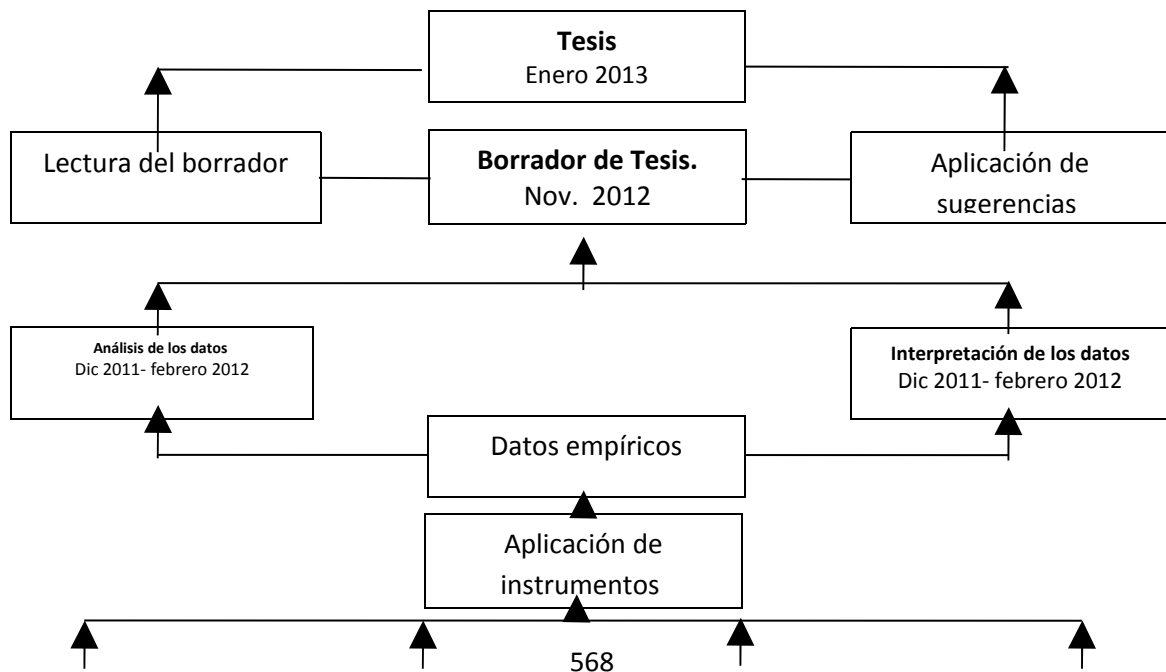 Tesis
Enero 2013
Lectura del borrador
Borrador de Tesis.
Nov. 2012
Aplicación de
sugerencias
Análisis de los datos
Dic 2011- febrero 2012
Interpretación de los datos
Dic 2011- febrero 2012
Datos empíricos
Aplicación de
instrumentos
568